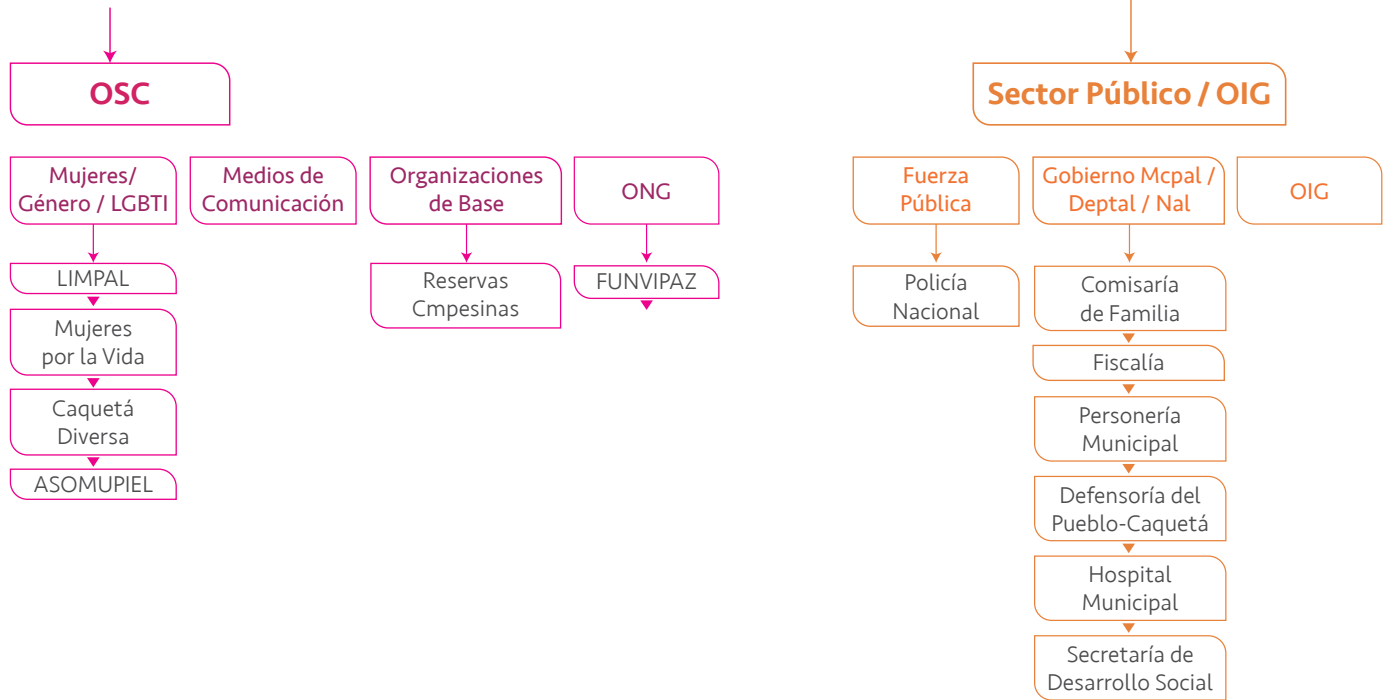 OSC
Mujeres/
Género / LGBTI
LIMPAL
Mujeres
por la Vida
Caquetá
Diversa
ASOMUPIEL
Medios de
Comunicación
Organizaciones
de Base
Reservas
Cmpesinas
ONG
FUNVIPAZ
Sector Público / OIG
Fuerza
Pública
Policía
Nacional
Gobierno Mcpal /
Deptal / Nal
Comisaría
de Familia
Fiscalía
Personería
Municipal
Defensoría del
Pueblo-Caquetá
Hospital
Municipal
Secretaría de
Desarrollo Social
OIG